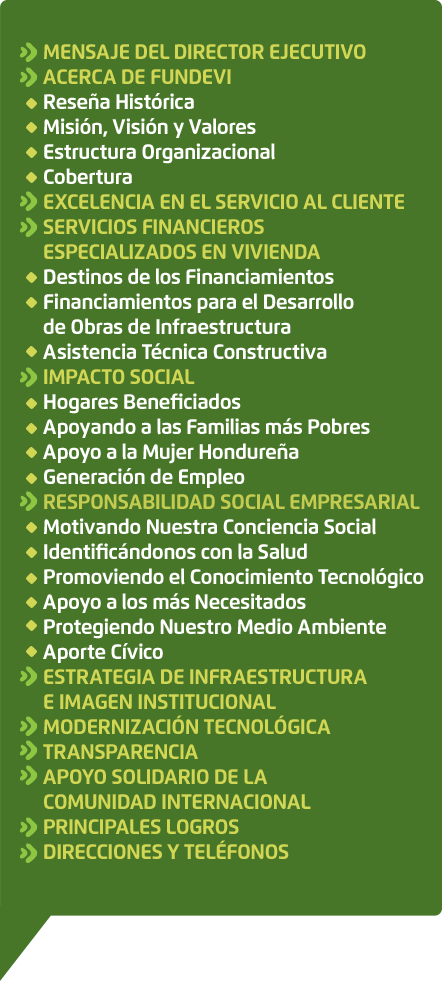 MENSAJE DEL DIRECTOR EJECUTIVO
ACERCA DE FUNDEVI
Reseña Histórica
Misión, Visión y Valores
Estructura Organizacional
Cobertura
EXCELENCIA EN EL SERVICIO AL CLIENTE
SERVICIOS FINANCIEROS
ESPECIALIZADOS EN VIVIENDA
Destinos de los Financiamientos
Financiamientos para el Desarrollo
de Obras de Infraestructura
Asistencia Técnica Constructiva
IMPACTO SOCIAL
Hogares Beneficiados
Apoyando a las Familias más Pobres
Apoyo a la Mujer Hondureña
Generación de Empleo
RESPONSABILIDAD SOCIAL EMPRESARIAL
Motivando Nuestra Conciencia Social
Identificándonos con la Salud
Promoviendo el Conocimiento Tecnológico
Apoyo a los más Necesitados
Protegiendo Nuestro Medio Ambiente
Aporte Cívico
ESTRATEGIA DE INFRAESTRUCTURA
E IMAGEN INSTITUCIONAL
MODERNIZACIÓN TECNOLÓGICA
TRANSPARENCIA
APOYO SOLIDARIO DE LA
COMUNIDAD INTERNACIONAL
PRINCIPALES LOGROS
DIRECCIONES Y TELÉFONOS